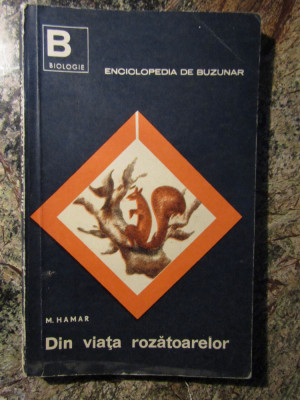 B
BIOLOGIE
ENCICLOPEDIA DE BUZUNAR
M. HAMAR
Din viața rozătoarelor